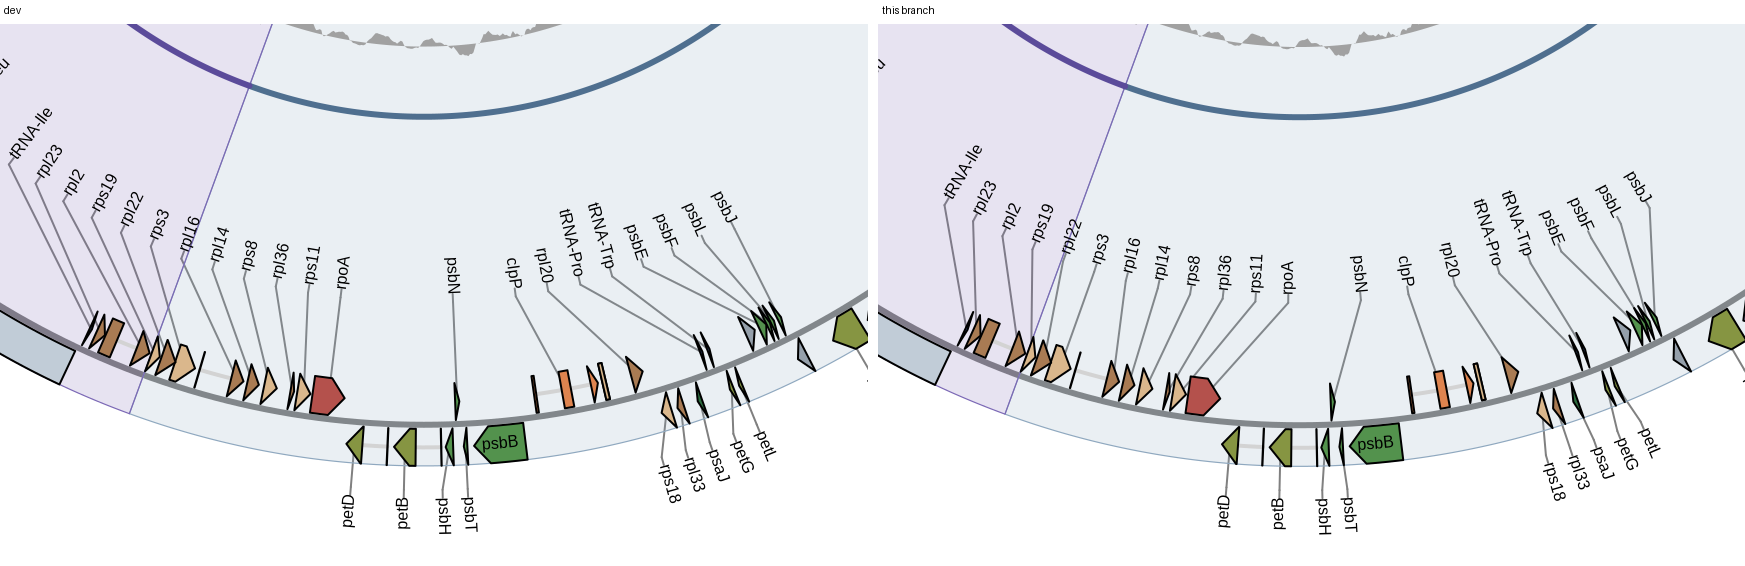 dev
tRNA-Ile
rpl23
rpl2
rps19
rpl22
rps3
rpl16
rpl14
rps8
rpl36
rps11
rpoA
psbN
clpP
rpl20
tRNA-Pro
tRNA-Trp
psbE
psbF
psbL
psbJ
petD
petB
psbH
psbT
psbB
rps18
rpl33
psaJ
petG
petL
this branch
tRNA-Ile
rpl23
rpl2
rps19
rpl22
rps3
rpl16
rpl14
rps8
rpl36
rps11
rpoA
psbN
clpP
rpl20
tRNA-Pro
tRNA-Trp
psbE
psbF
psbL
psbJ
petD
petB
psbH
psbT
psbB
rps18
rpl33
psaJ
petG
petL